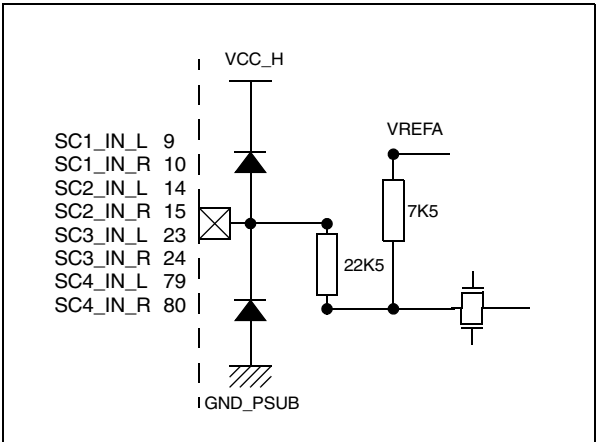 VCC_H
SC1_IN_L 9
SC1_IN_R 10
SC2_IN_L 14
SC2_IN_R 15
SC3_IN_L 23
SC3_IN_R 24
SC4_IN_L 79
SC4_IN_R 80
VREFA
7K5
22K5
GND_PSUB